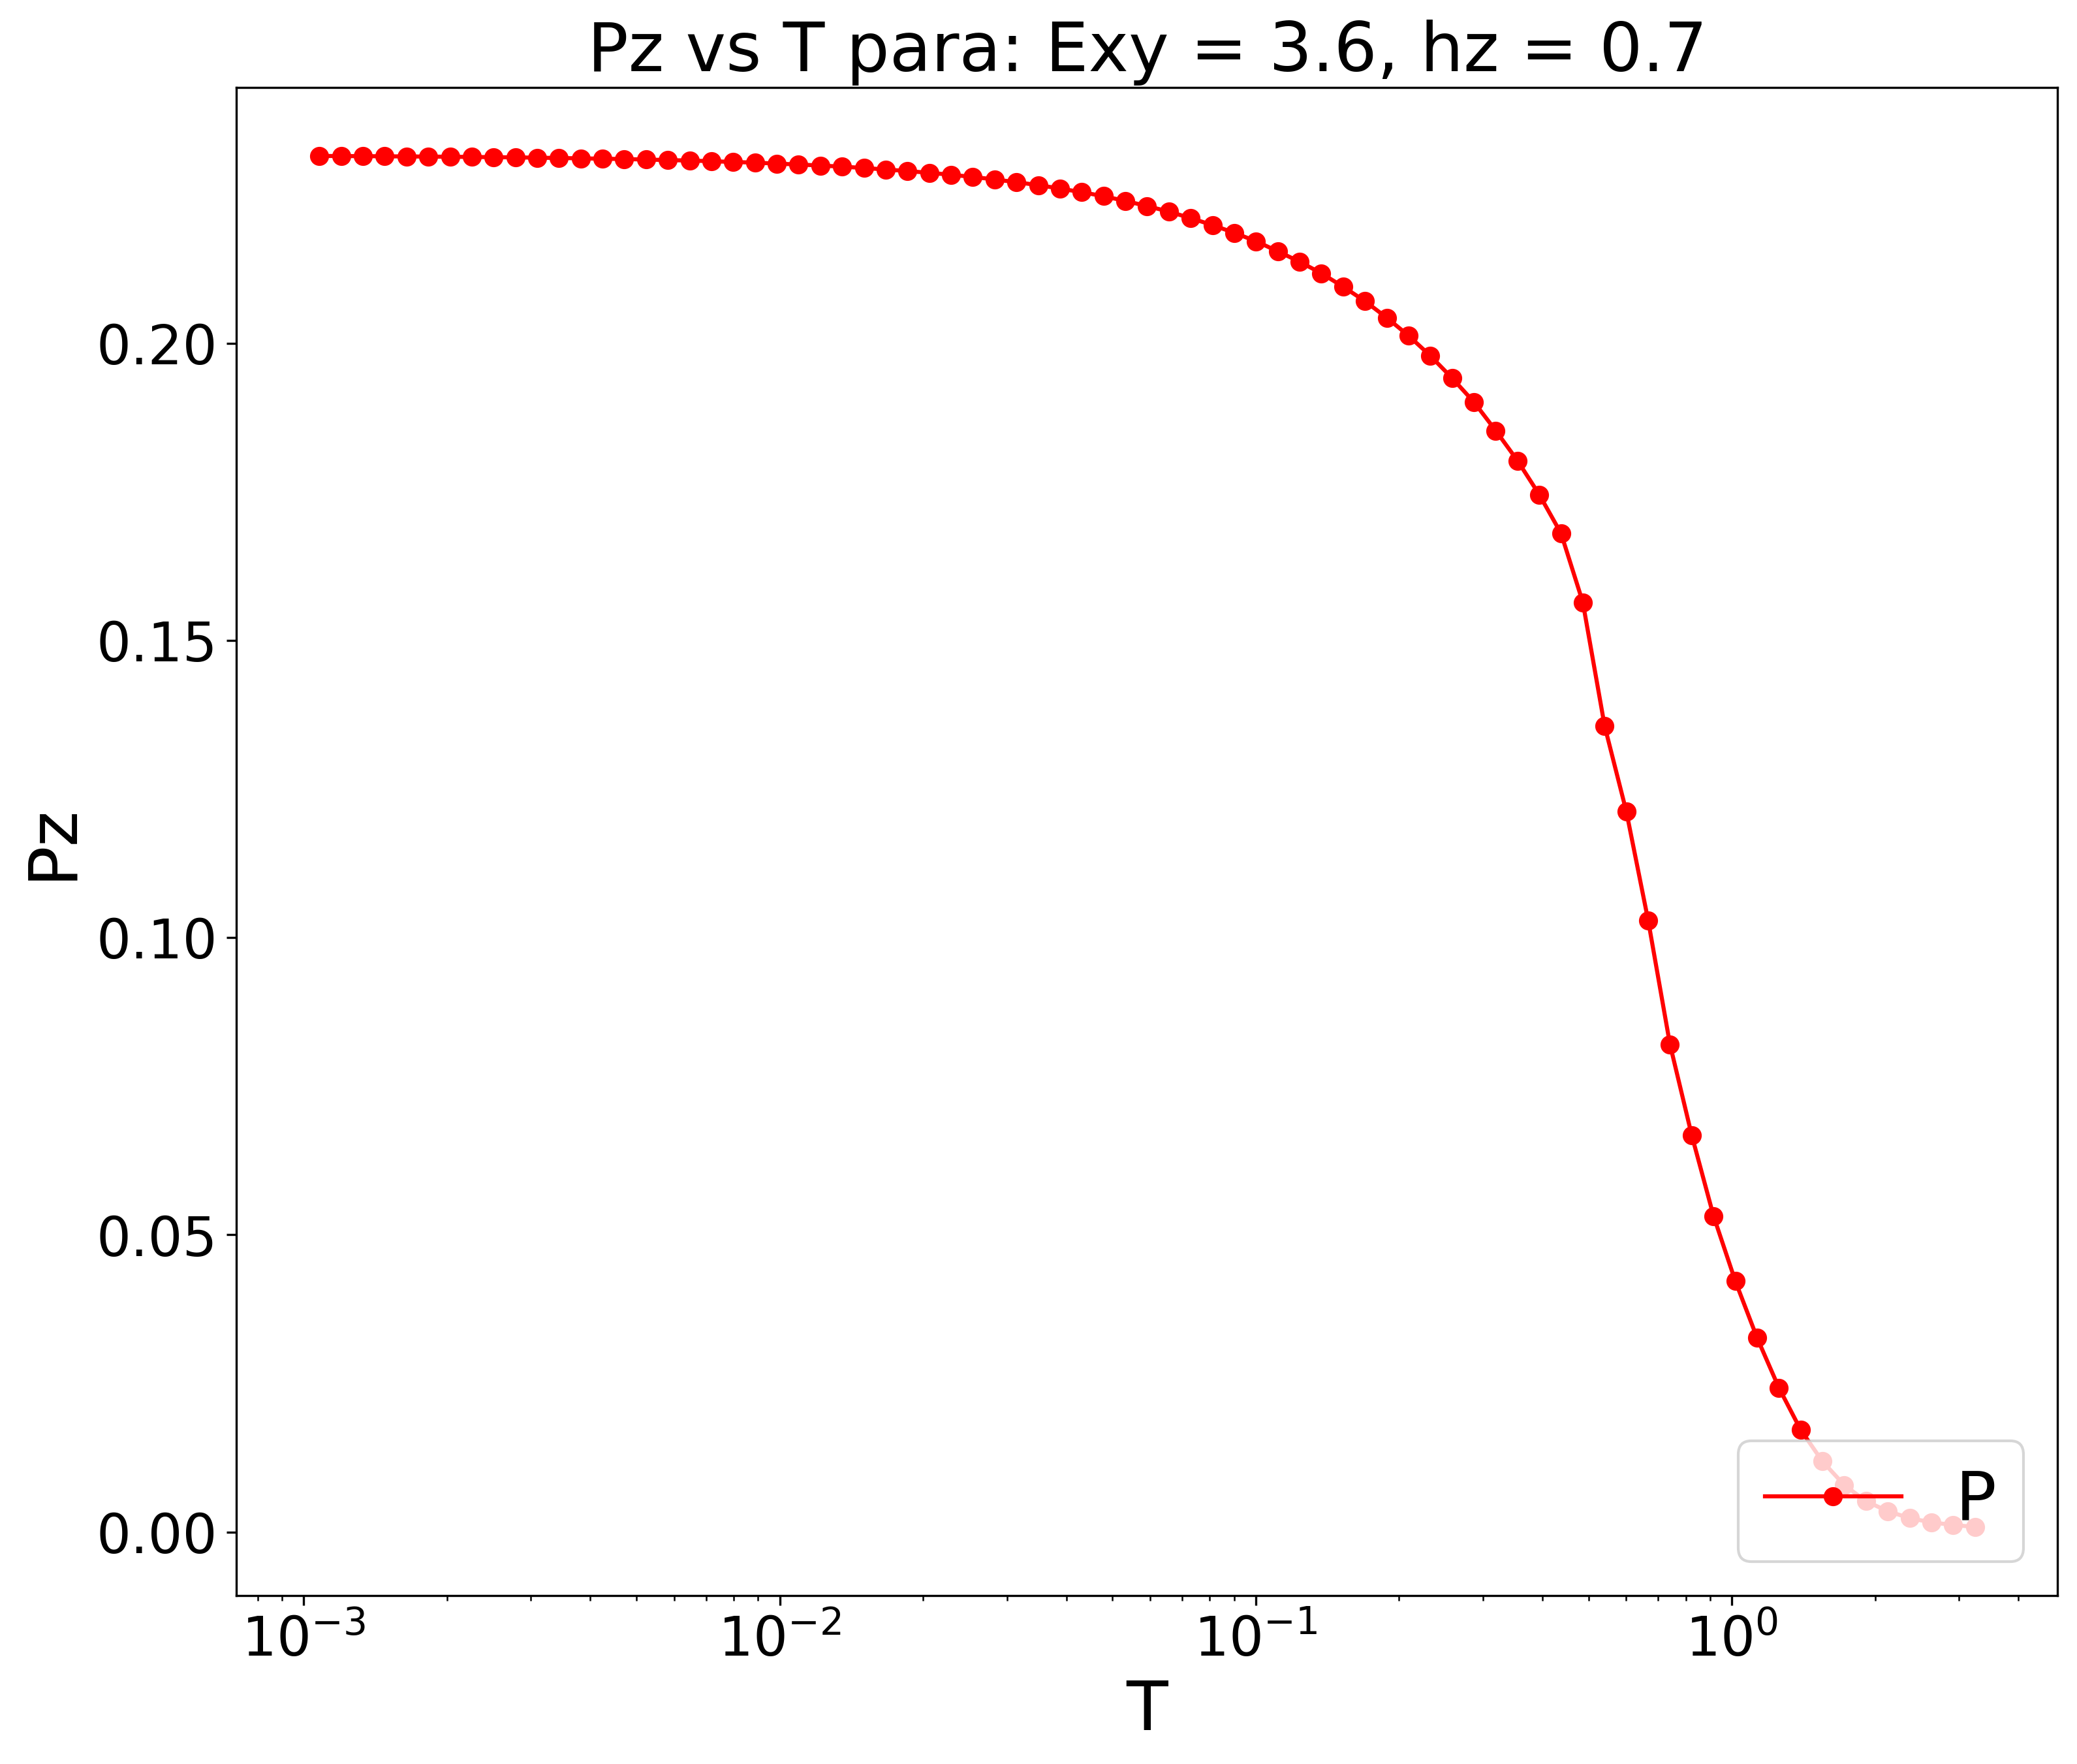 Pz vs T para: Exy = 3.6, hz = 0.7
Pz
0.20
0.15
0.10
0.05
0.00
10⁻³ 10⁻² 10⁻¹ 10⁰
T
P